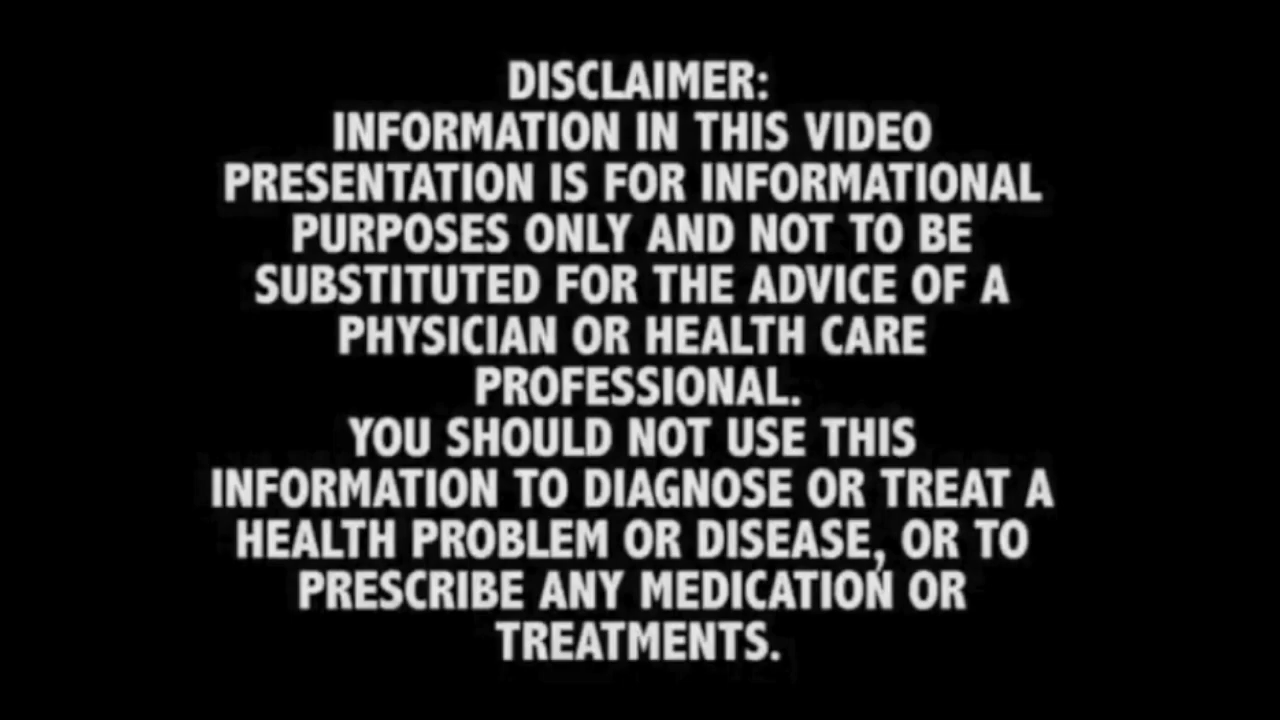 DISCLAIMER:
INFORMATION IN THIS VIDEO
PRESENTATION IS FOR INFORMATIONAL
PURPOSES ONLY AND NOT TO BE
SUBSTITUTED FOR THE ADVICE OF A
PHYSICIAN OR HEALTH CARE
PROFESSIONAL.
YOU SHOULD NOT USE THIS
INFORMATION TO DIAGNOSE OR TREAT A
HEALTH PROBLEM OR DISEASE, OR TO
PRESCRIBE ANY MEDICATION OR
TREATMENTS.